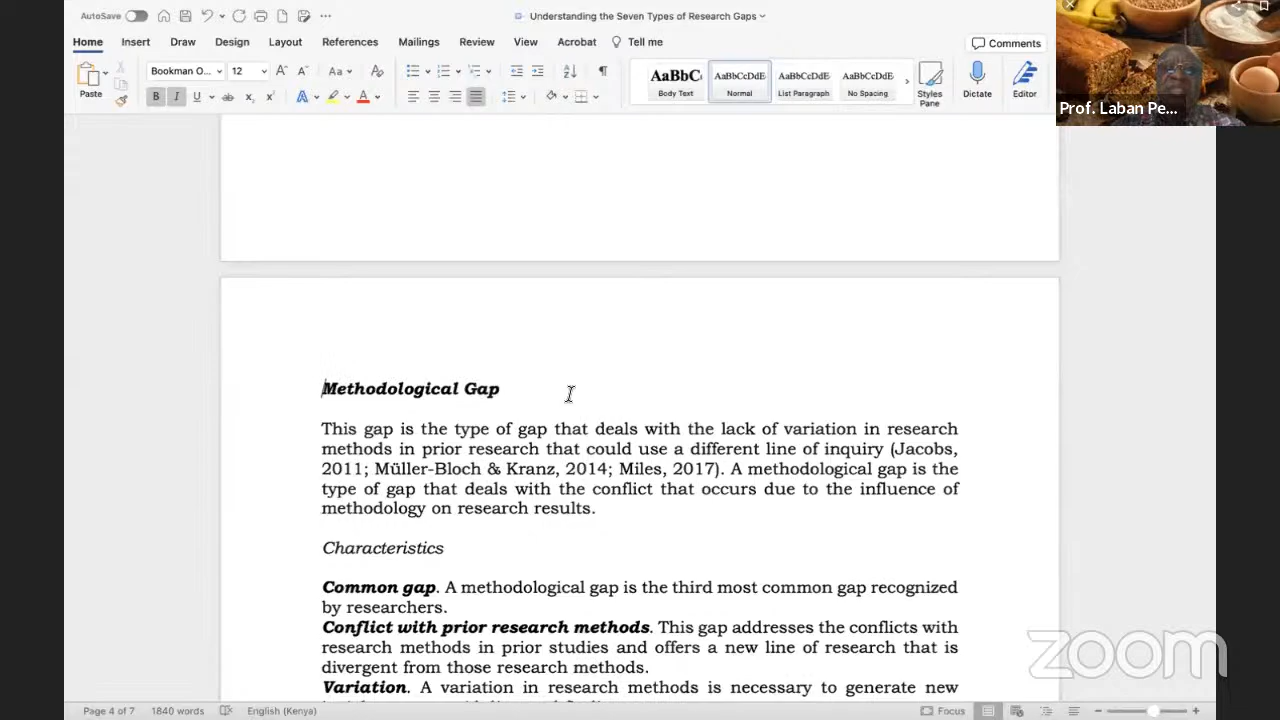 AutoSave
Understanding the Seven Types of Research Gaps
Home Insert Draw Design Layout References Mailings Review View Acrobat Tell me
Comments
Paste
Bookman O... 12
Aa
AaBbC AaBbCcDdE AaBbCcDdE AaBbCcDdE
Body Text Normal List Paragraph No Spacing
Styles Pane
Dictate
Editor
Prof. Laban Pe...
Methodological Gap
This gap is the type of gap that deals with the lack of variation in research
methods in prior research that could use a different line of inquiry (Jacobs,
2011; Müller-Bloch & Kranz, 2014; Miles, 2017). A methodological gap is the
type of gap that deals with the conflict that occurs due to the influence of
methodology on research results.
Characteristics
Common gap. A methodological gap is the third most common gap recognized
by researchers.
Conflict with prior research methods. This gap addresses the conflicts with
research methods in prior studies and offers a new line of research that is
divergent from those research methods.
Variation. A variation in research methods is necessary to generate new
zoom
Page 4 of 7 1840 words English (Kenya)
Focus